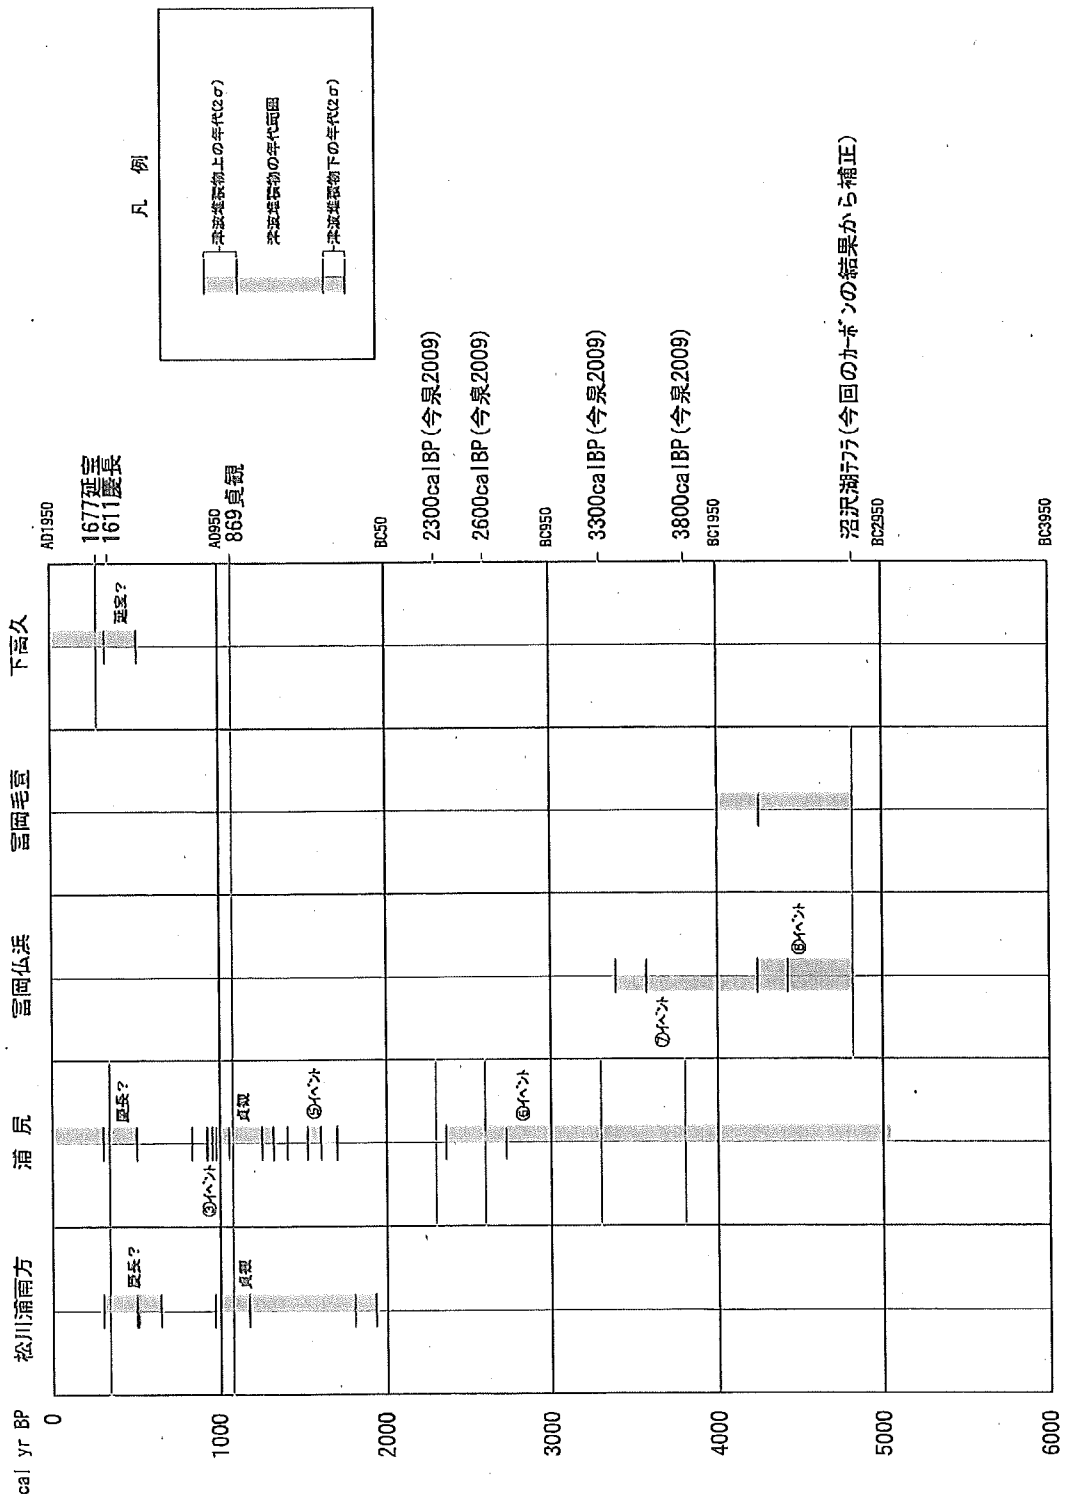 cal yr BP
松川浦南方
浦尻
富岡仏浜
富岡毛萱
下高久
0
1000
2000
3000
4000
5000
6000
慶長?
貞観
慶長?
③イベント
貞観
⑤イベント
⑥イベント
⑦イベント
⑧イベント
延宝?
AD1950
1677延宝
1611慶長
AD950
869貞観
BC50
2300calBP(今泉2009)
2600calBP(今泉2009)
BC950
3300calBP(今泉2009)
3800calBP(今泉2009)
BC1950
沼沢湖テフラ(今回のカーボンの結果から補正)
BC2950
BC3950
凡 例
津波堆積物上の年代(2σ)
津波堆積物の年代範囲
津波堆積物下の年代(2σ)